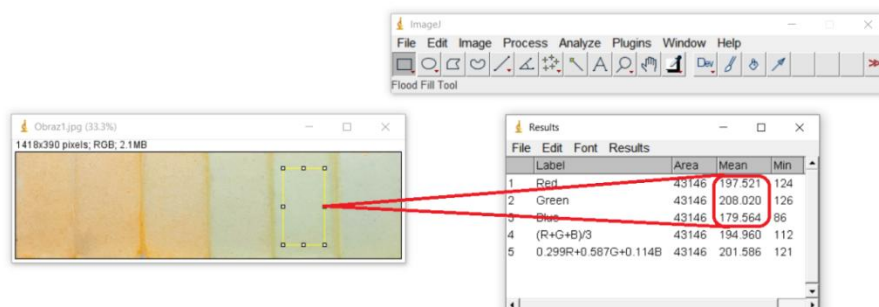 ImageJ
File Edit Image Process Analyze Plugins Window Help
A Dev
Flood Fill Tool
Obraz1.jpg (33.3%)
1418x390 pixels; RGB; 2.1MB
Results
File Edit Font Results
Label Area Mean Min
1 Red 43146 197.521 124
2 Green 43146 208.020 126
3 Blue 43146 179.564 86
4 (R+G+B)/3 43146 194.960 112
5 0.299R+0.587G+0.114B 43146 201.586 121